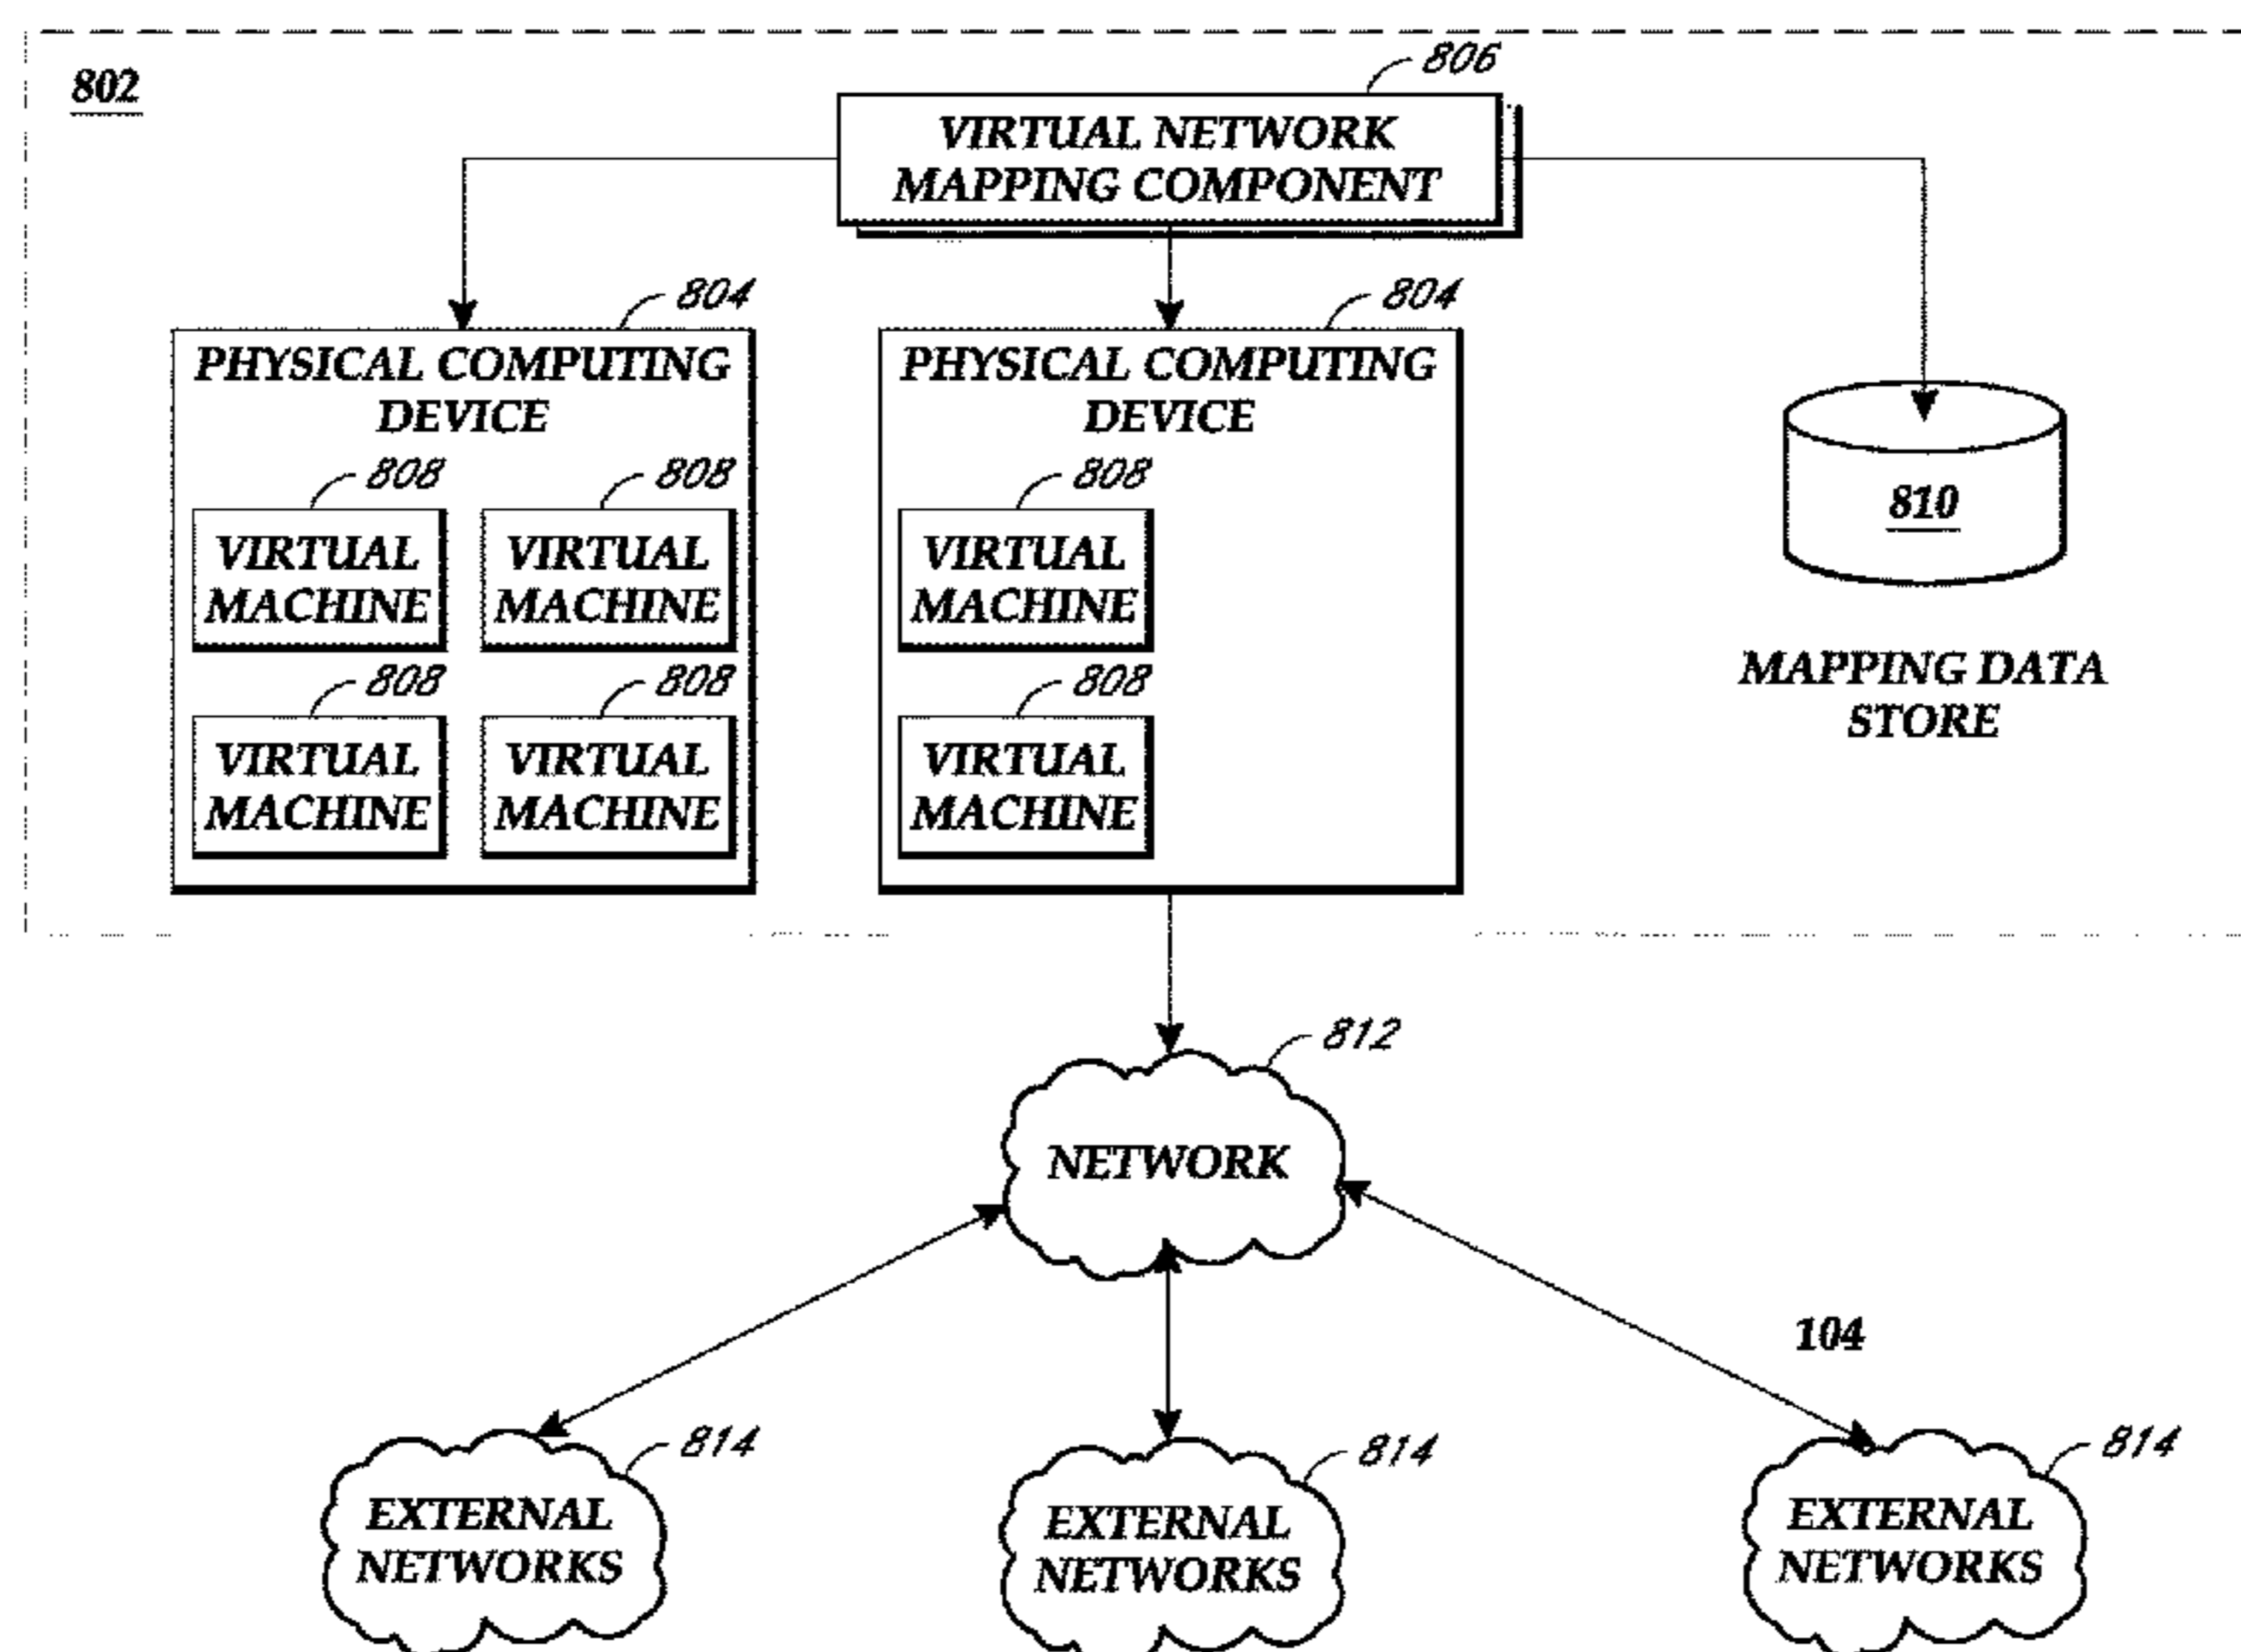 802
806
VIRTUAL NETWORK
MAPPING COMPONENT
804
804
PHYSICAL COMPUTING
DEVICE
PHYSICAL COMPUTING
DEVICE
808
808
808
VIRTUAL
MACHINE
VIRTUAL
MACHINE
VIRTUAL
MACHINE
810
808
808
808
VIRTUAL
MACHINE
VIRTUAL
MACHINE
VIRTUAL
MACHINE
MAPPING DATA
STORE
812
NETWORK
104
814
814
814
EXTERNAL
NETWORKS
EXTERNAL
NETWORKS
EXTERNAL
NETWORKS